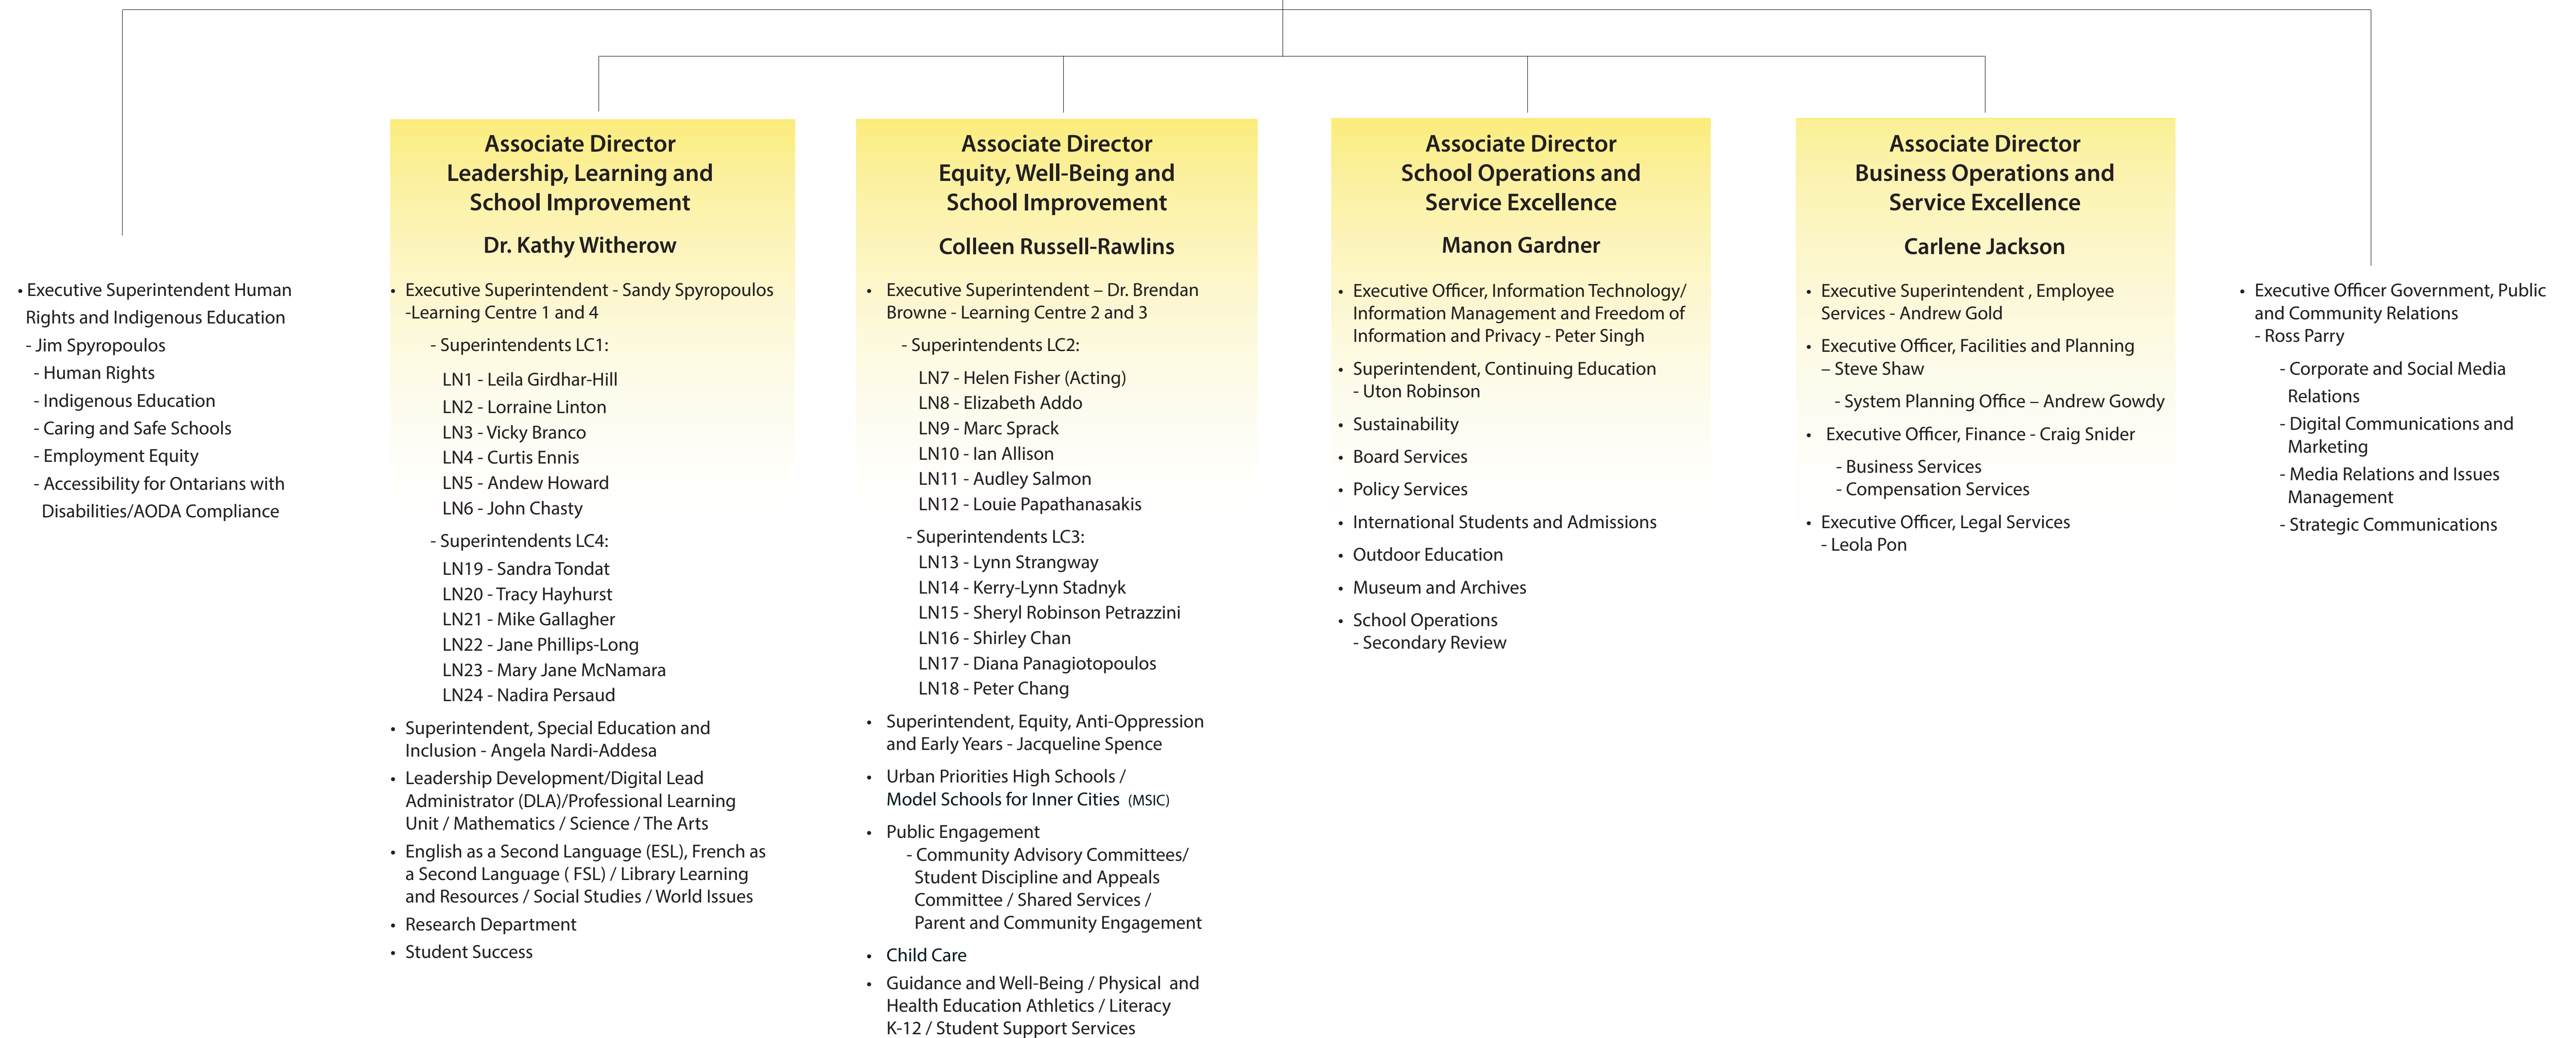 • Executive Superintendent Human
Rights and Indigenous Education
- Jim Spyropoulos
- Human Rights
- Indigenous Education
- Caring and Safe Schools
- Employment Equity
- Accessibility for Ontarians with
Disabilities/AODA Compliance
Associate Director
Leadership, Learning and
School Improvement
Dr. Kathy Witherow
• Executive Superintendent - Sandy Spyropoulos
-Learning Centre 1 and 4
- Superintendents LC1:
LN1 - Leila Girdhar-Hill
LN2 - Lorraine Linton
LN3 - Vicky Branco
LN4 - Curtis Ennis
LN5 - Andew Howard
LN6 - John Chasty
- Superintendents LC4:
LN19 - Sandra Tondat
LN20 - Tracy Hayhurst
LN21 - Mike Gallagher
LN22 - Jane Phillips-Long
LN23 - Mary Jane McNamara
LN24 - Nadira Persaud
• Superintendent, Special Education and
Inclusion - Angela Nardi-Addesa
• Leadership Development/Digital Lead
Administrator (DLA)/Professional Learning
Unit / Mathematics / Science / The Arts
• English as a Second Language (ESL), French as
a Second Language ( FSL) / Library Learning
and Resources / Social Studies / World Issues
• Research Department
• Student Success
Associate Director
Equity, Well-Being and
School Improvement
Colleen Russell-Rawlins
• Executive Superintendent – Dr. Brendan
Browne - Learning Centre 2 and 3
- Superintendents LC2:
LN7 - Helen Fisher (Acting)
LN8 - Elizabeth Addo
LN9 - Marc Sprack
LN10 - Ian Allison
LN11 - Audley Salmon
LN12 - Louie Papathanasakis
- Superintendents LC3:
LN13 - Lynn Strangway
LN14 - Kerry-Lynn Stadnyk
LN15 - Sheryl Robinson Petrazzini
LN16 - Shirley Chan
LN17 - Diana Panagiotopoulos
LN18 - Peter Chang
• Superintendent, Equity, Anti-Oppression
and Early Years - Jacqueline Spence
• Urban Priorities High Schools /
Model Schools for Inner Cities (MSIC)
• Public Engagement
- Community Advisory Committees/
Student Discipline and Appeals
Committee / Shared Services /
Parent and Community Engagement
• Child Care
• Guidance and Well-Being / Physical and
Health Education Athletics / Literacy
K-12 / Student Support Services
Associate Director
School Operations and
Service Excellence
Manon Gardner
• Executive Officer, Information Technology/
Information Management and Freedom of
Information and Privacy - Peter Singh
• Superintendent, Continuing Education
- Uton Robinson
• Sustainability
• Board Services
• Policy Services
• International Students and Admissions
• Outdoor Education
• Museum and Archives
• School Operations
- Secondary Review
Associate Director
Business Operations and
Service Excellence
Carlene Jackson
• Executive Superintendent , Employee
Services - Andrew Gold
• Executive Officer, Facilities and Planning
– Steve Shaw
- System Planning Office – Andrew Gowdy
• Executive Officer, Finance - Craig Snider
- Business Services
- Compensation Services
• Executive Officer, Legal Services
- Leola Pon
• Executive Officer Government, Public
and Community Relations
- Ross Parry
- Corporate and Social Media
Relations
- Digital Communications and
Marketing
- Media Relations and Issues
Management
- Strategic Communications